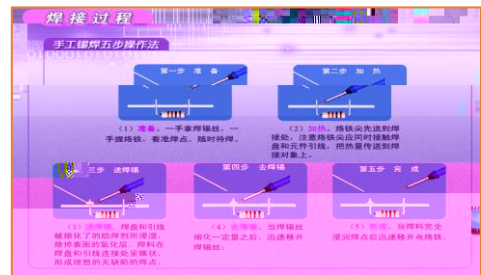 焊接过程
手工锡焊五步操作法
第一步 准 备
第二步 加 热
(1)准备。一手拿焊锡丝，一
手握烙铁，看准焊点，随时待焊。
(2)加热。烙铁尖先送到焊
接处，注意烙铁尖应同时接触焊
盘和元件引线，把热量传送到焊
接对象上。
三步 送焊锡
第四步 去焊锡
第五步 完 成
(3)送焊锡。焊盘和引线
被熔化了的助焊剂所浸湿，
除掉表面的氧化层，焊料在
焊盘和引线连接处呈锥状，
形成理想的无缺陷的焊点。
(4)去焊锡。当焊锡丝
熔化一定量之后，迅速移开
焊锡丝。
(5)完成。当焊料完全
浸润焊点后迅速移开电烙铁。